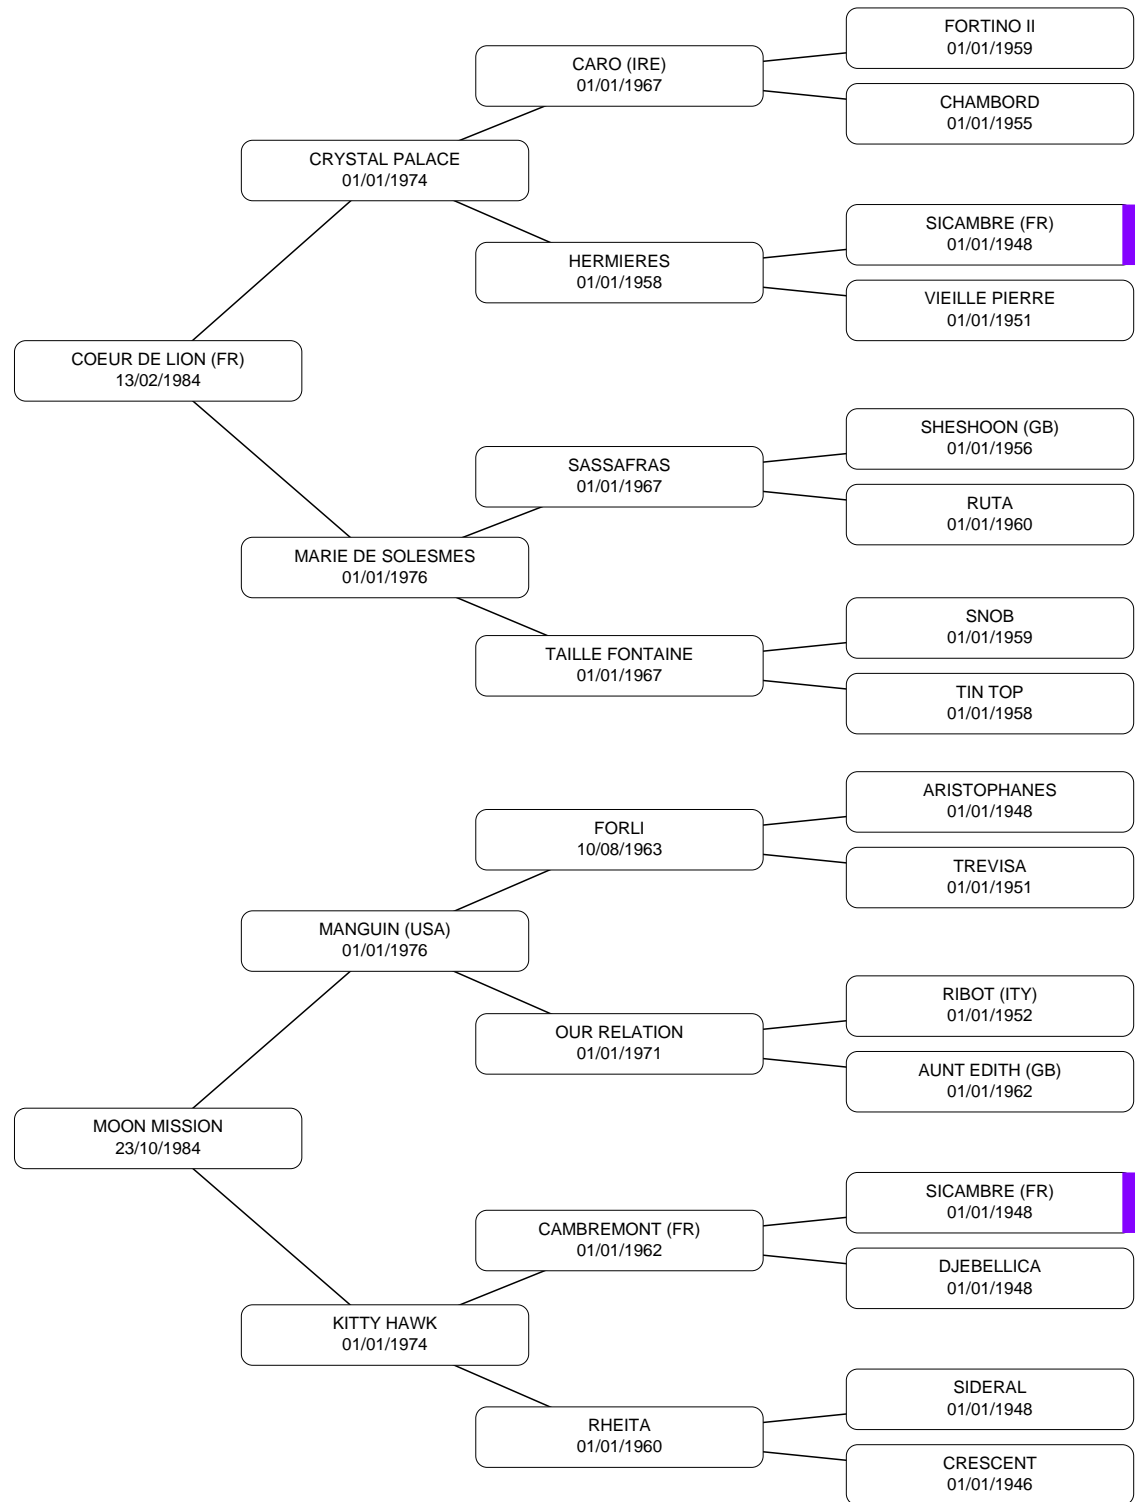 FORTINO II
01/01/1959
CARO (IRE)
01/01/1967
CHAMBORD
01/01/1955
CRYSTAL PALACE
01/01/1974
SICAMBRE (FR)
01/01/1948
HERMIERES
01/01/1958
VIEILLE PIERRE
01/01/1951
COEUR DE LION (FR)
13/02/1984
SHESHOON (GB)
01/01/1956
SASSAFRAS
01/01/1967
RUTA
01/01/1960
MARIE DE SOLESMES
01/01/1976
SNOB
01/01/1959
TAILLE FONTAINE
01/01/1967
TIN TOP
01/01/1958
ARISTOPHANES
01/01/1948
FORLI
10/08/1963
TREVISA
01/01/1951
MANGUIN (USA)
01/01/1976
RIBOT (ITY)
01/01/1952
OUR RELATION
01/01/1971
AUNT EDITH (GB)
01/01/1962
MOON MISSION
23/10/1984
SICAMBRE (FR)
01/01/1948
CAMBREMONT (FR)
01/01/1962
DJEBELLICA
01/01/1948
KITTY HAWK
01/01/1974
SIDERAL
01/01/1948
RHEITA
01/01/1960
CRESCENT
01/01/1946